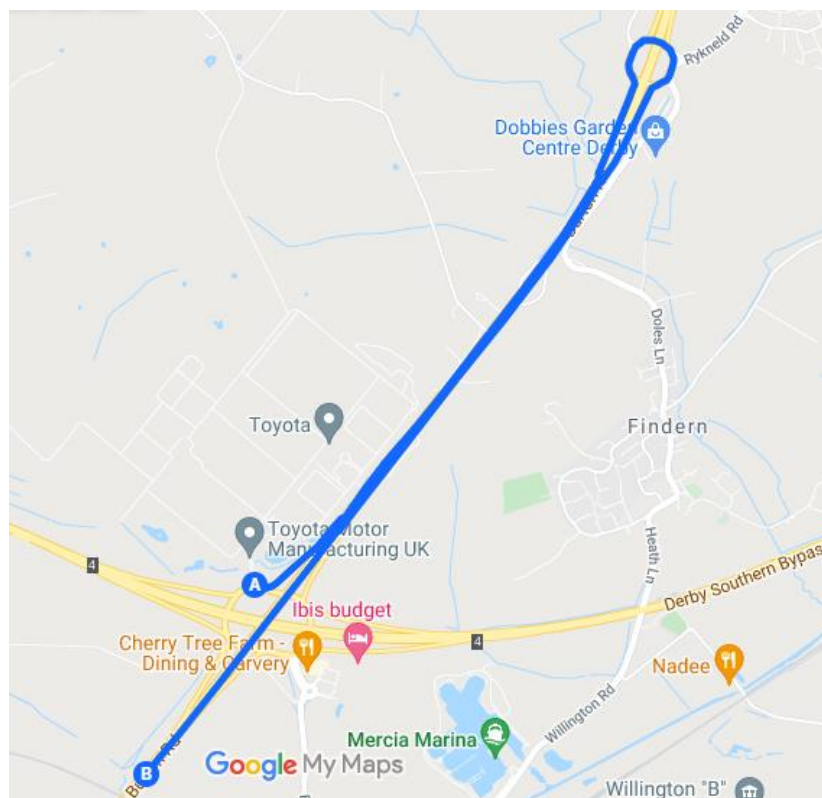 Rykneld Rd
Dobbies Garden
Centre Derby
Doles Ln
Toyota
Findern
Toyota Motor
Manufacturing UK
4
A
Heath Ln
Derby Southern Bypass
Ibis budget
4
Cherry Tree Farm -
Dining & Carvery
Nadee
Willington Rd
Mercia Marina
B
Google My Maps
Willington "B"